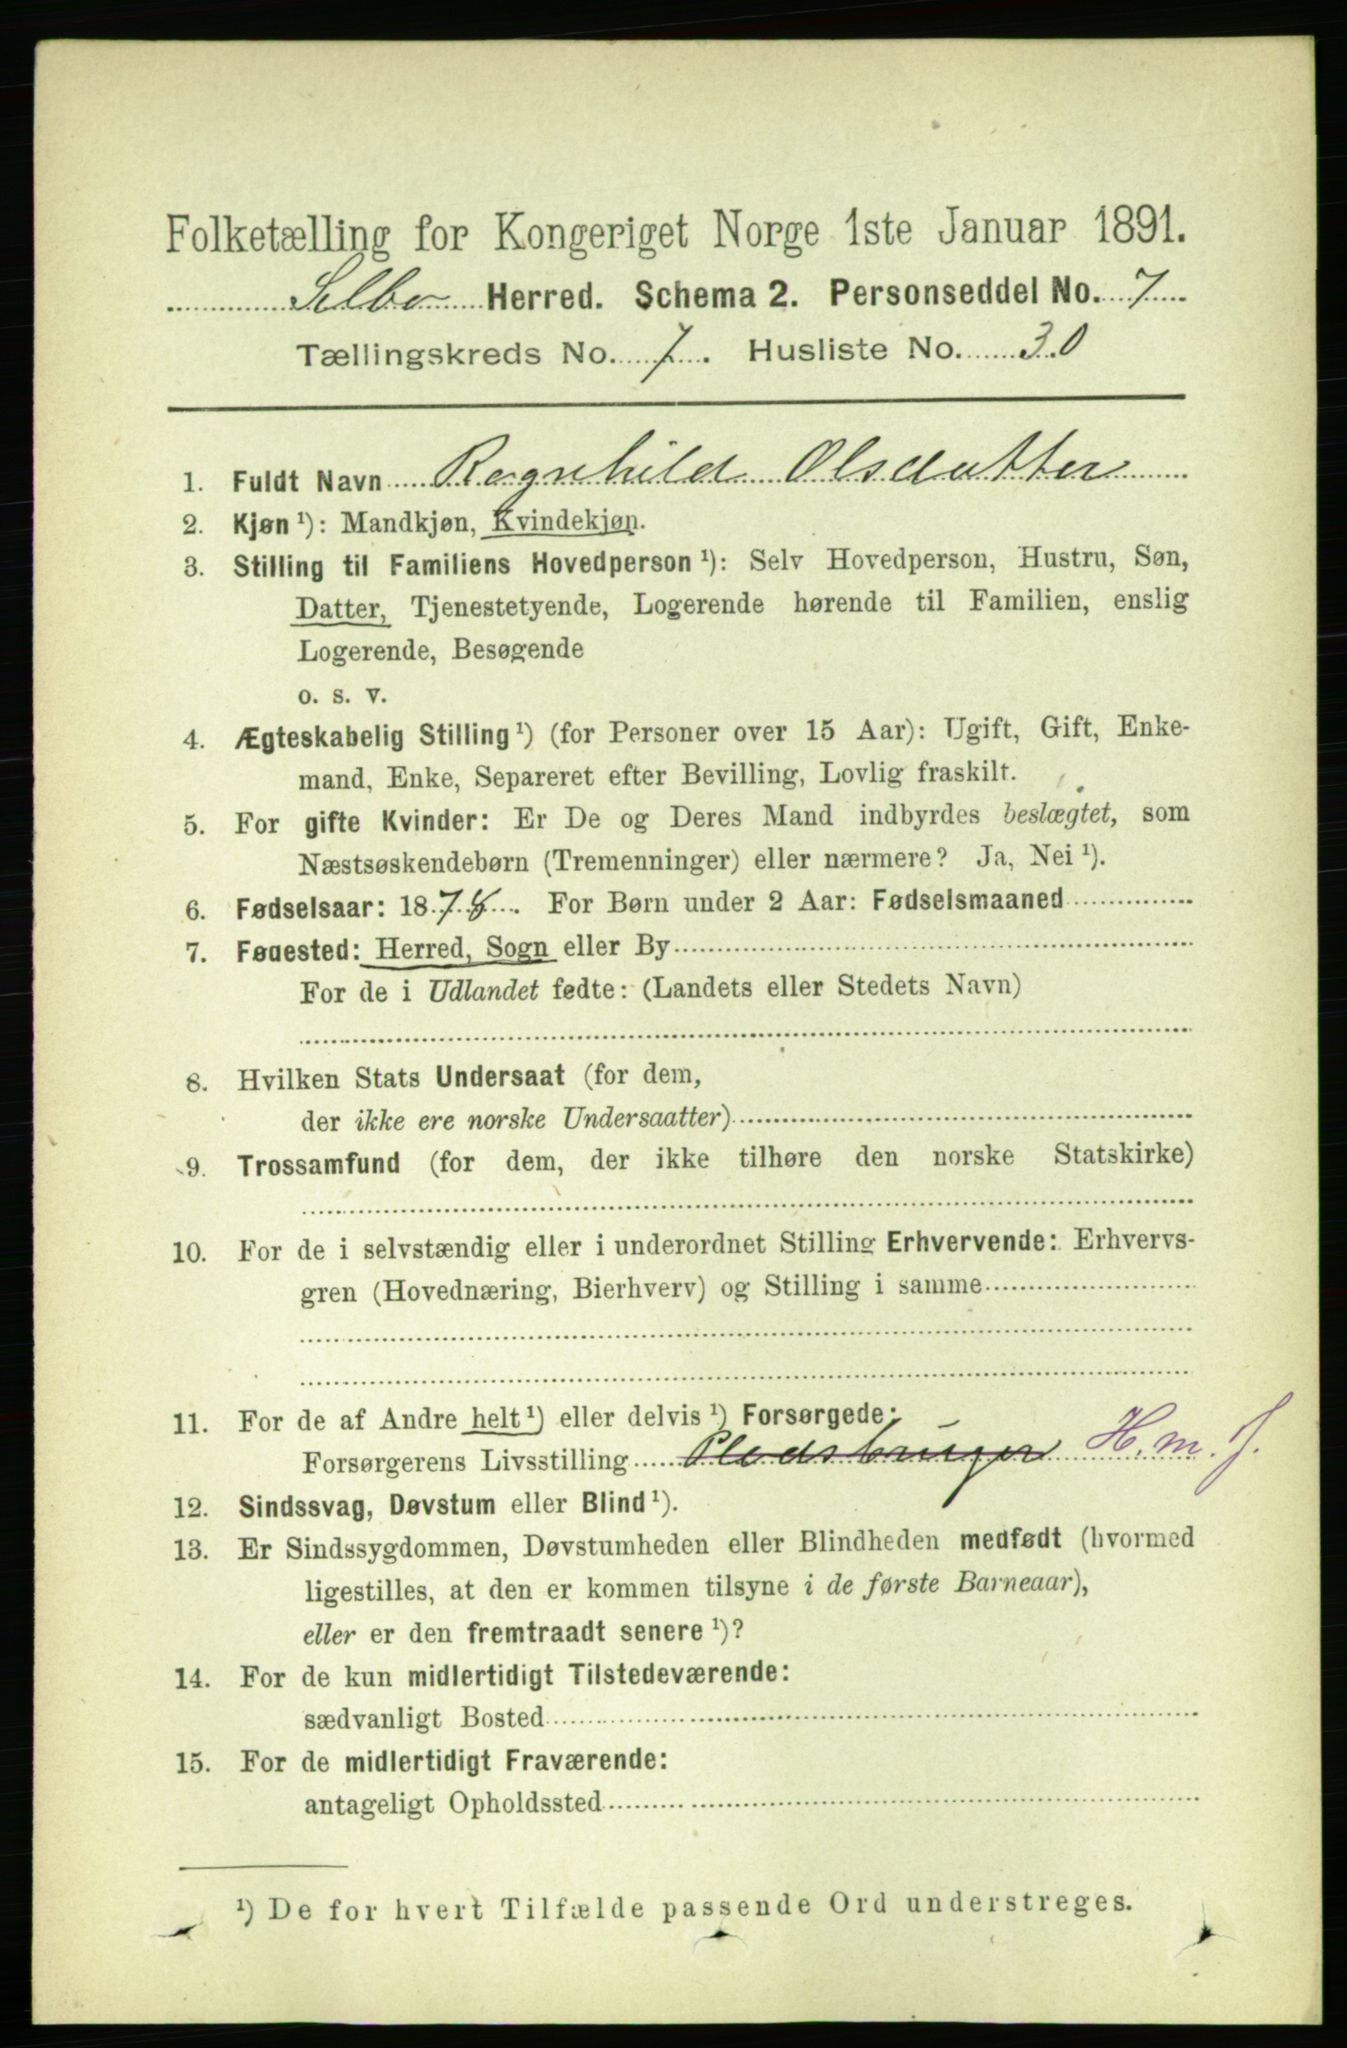 Folketælling for Kongeriget Norge 1ste Januar 1891.
Selbo Herred. Schema 2. Personseddel No. 7
Tællingskreds No. 7. Husliste No. 30
1. Fuldt Navn Ragnhild Olsdatter
2. Kjøn ¹): Mandkjøn, Kvindekjøn.
3. Stilling til Familiens Hovedperson ¹): Selv Hovedperson, Hustru, Søn,
Datter, Tjenestetyende, Logerende hørende til Familien, enslig
Logerende, Besøgende
o. s. v.
4. Ægteskabelig Stilling ¹) (for Personer over 15 Aar): Ugift, Gift, Enke-
mand, Enke, Separeret efter Bevilling, Lovlig fraskilt.
5. For gifte Kvinder: Er De og Deres Mand indbyrdes beslægtet, som
Næstsøskendebørn (Tremenninger) eller nærmere? Ja, Nei ¹).
6. Fødselsaar: 1878. For Børn under 2 Aar: Fødselsmaaned
7. Fødested: Herred, Sogn eller By
For de i Udlandet fødte: (Landets eller Stedets Navn)
8. Hvilken Stats Undersaat (for dem,
der ikke ere norske Undersaatter)
9. Trossamfund (for dem, der ikke tilhøre den norske Statskirke)
10. For de i selvstændig eller i underordnet Stilling Erhvervende: Erhvervs-
gren (Hovednæring, Bierhverv) og Stilling i samme
11. For de af Andre helt ¹) eller delvis ¹) Forsørgede:
Forsørgerens Livsstilling Pladsbruger H. m. J.
12. Sindssvag, Døvstum eller Blind ¹).
13. Er Sindssygdommen, Døvstumheden eller Blindheden medfødt (hvormed
ligestilles, at den er kommen tilsyne i de første Barneaar),
eller er den fremtraadt senere ¹)?
14. For de kun midlertidigt Tilstedeværende:
sædvanligt Bosted
15. For de midlertidigt Fraværende:
antageligt Opholdssted
¹) De for hvert Tilfælde passende Ord understreges.